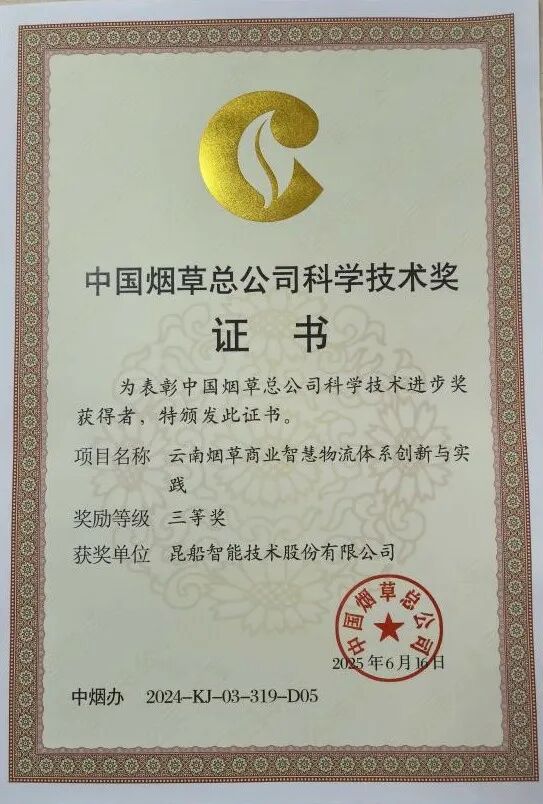 中国烟草总公司科学技术奖
证书
为表彰中国烟草总公司科学技术进步奖
获得者，特颁发此证书。
项目名称 云南烟草商业智慧物流体系创新与实
践
奖励等级 三等奖
获奖单位 昆船智能技术股份有限公司
中国烟草总公司
2025年6月16日
中烟办 2024-KJ-03-319-D05